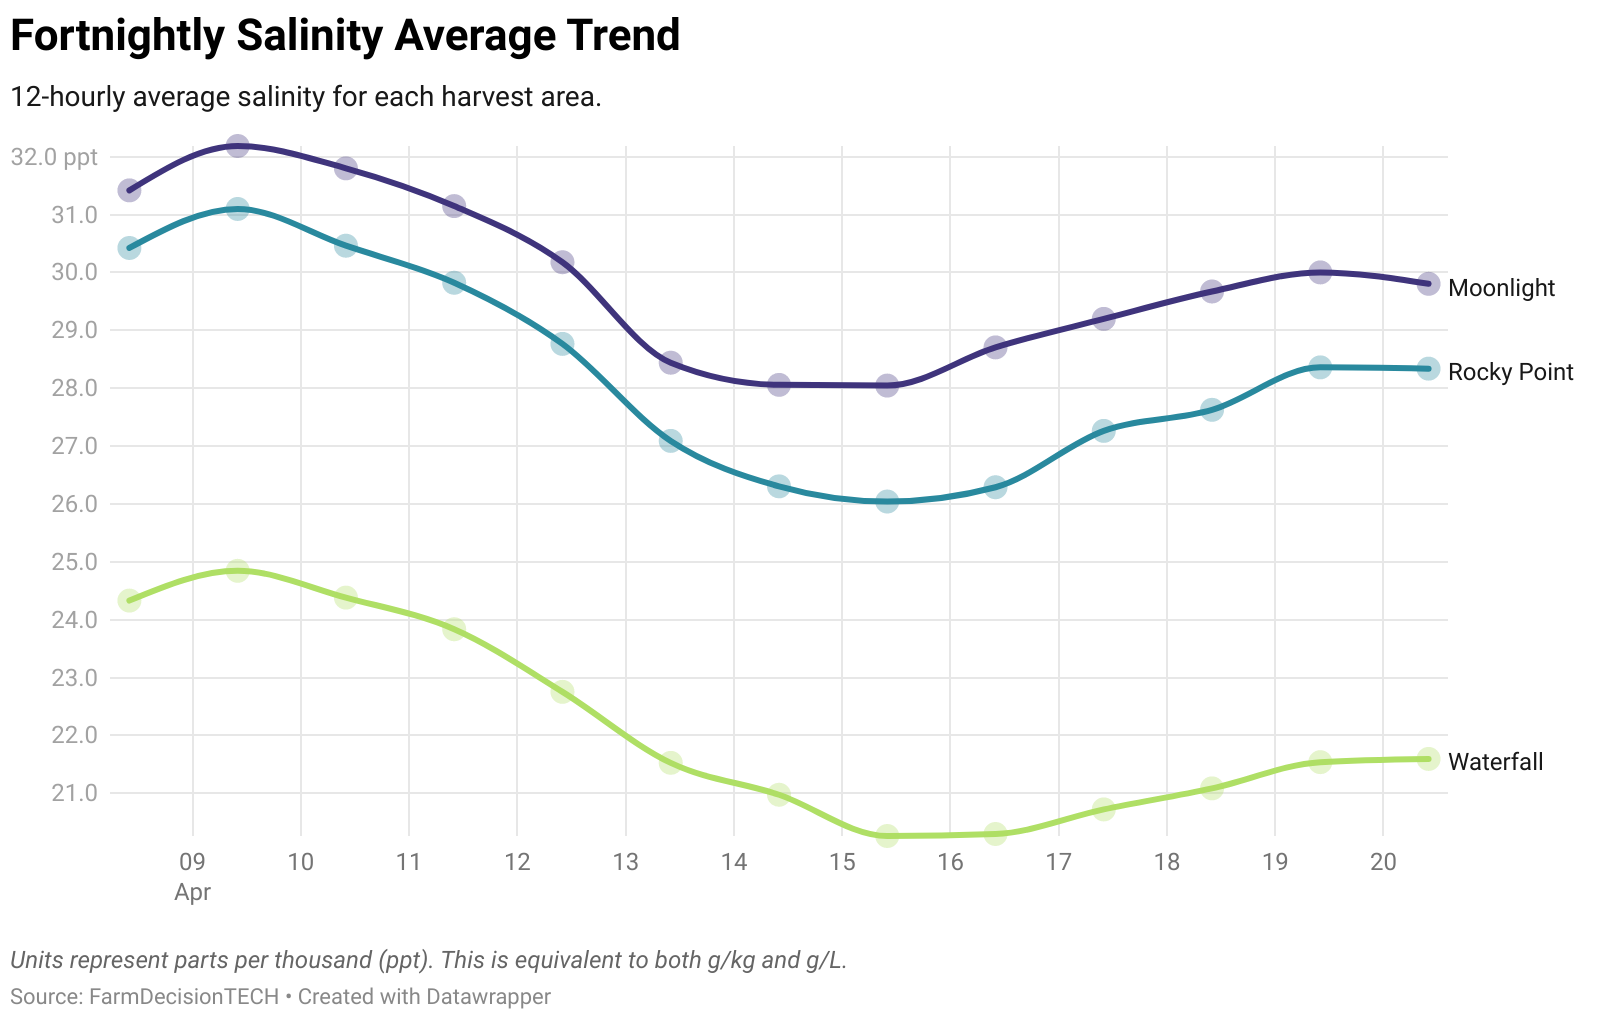 Fortnightly Salinity Average Trend
12-hourly average salinity for each harvest area.
32.0 ppt
31.0
30.0
29.0
28.0
27.0
26.0
25.0
24.0
23.0
22.0
21.0
Moonlight
Rocky Point
Waterfall
09 10 11 12 13 14 15 16 17 18 19 20
Apr
Units represent parts per thousand (ppt). This is equivalent to both g/kg and g/L.
Source: FarmDecisionTECH • Created with Datawrapper